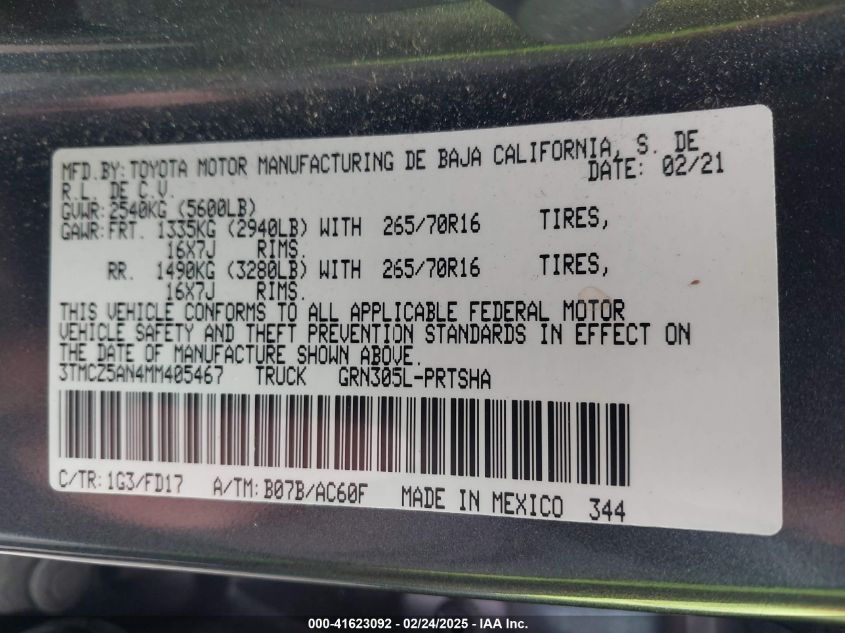 MFD.BY: TOYOTA MOTOR MANUFACTURING DE BAJA CALIFORNIA, S. DE
R.L. DE C.V. DATE: 02/21
GVWR: 2540KG (5600LB)
GAWR: FRT. 1335KG (2940LB) WITH 265/70R16 TIRES,
16X7J RIMS.
RR. 1490KG (3280LB) WITH 265/70R16 TIRES,
16X7J RIMS.
THIS VEHICLE CONFORMS TO ALL APPLICABLE FEDERAL MOTOR
VEHICLE SAFETY AND THEFT PREVENTION STANDARDS IN EFFECT ON
THE DATE OF MANUFACTURE SHOWN ABOVE.
3TMCZ5AN4MM405467 TRUCK GRN305L-PRTSHA
C/TR: 1G3/FD17 A/TM: B07B/AC60F MADE IN MEXICO 344
000-41623092 - 02/24/2025 - IAA Inc.